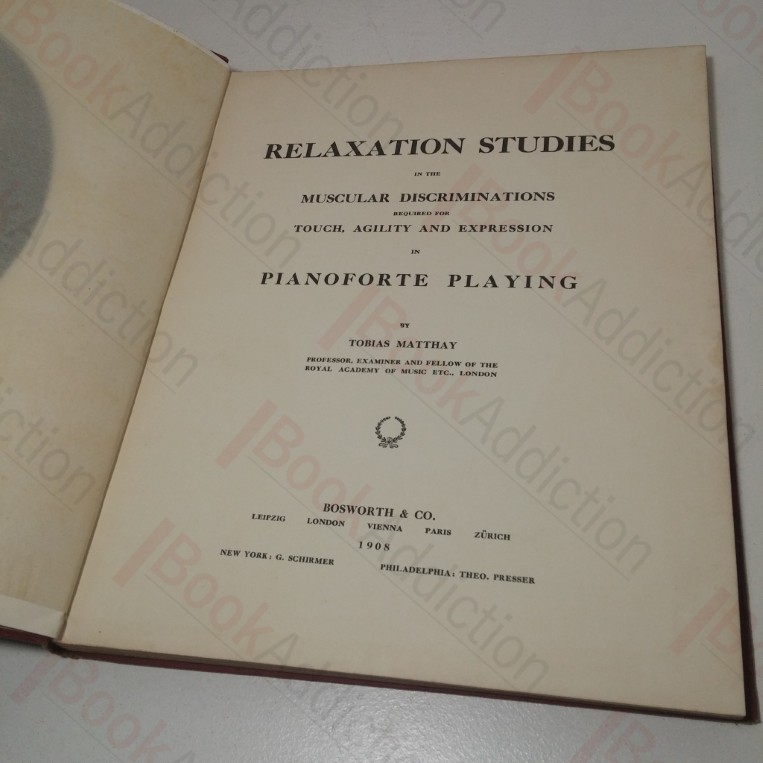 RELAXATION STUDIES
IN THE
MUSCULAR DISCRIMINATIONS
REQUIRED FOR
TOUCH, AGILITY AND EXPRESSION
IN
PIANOFORTE PLAYING
BY
TOBIAS MATTHAY
PROFESSOR, EXAMINER AND FELLOW OF THE
ROYAL ACADEMY OF MUSIC ETC., LONDON
BOSWORTH & CO.
LEIPZIG LONDON VIENNA PARIS ZÜRICH
1908
NEW YORK: G. SCHIRMER PHILADELPHIA: THEO. PRESSER
BookAddiction